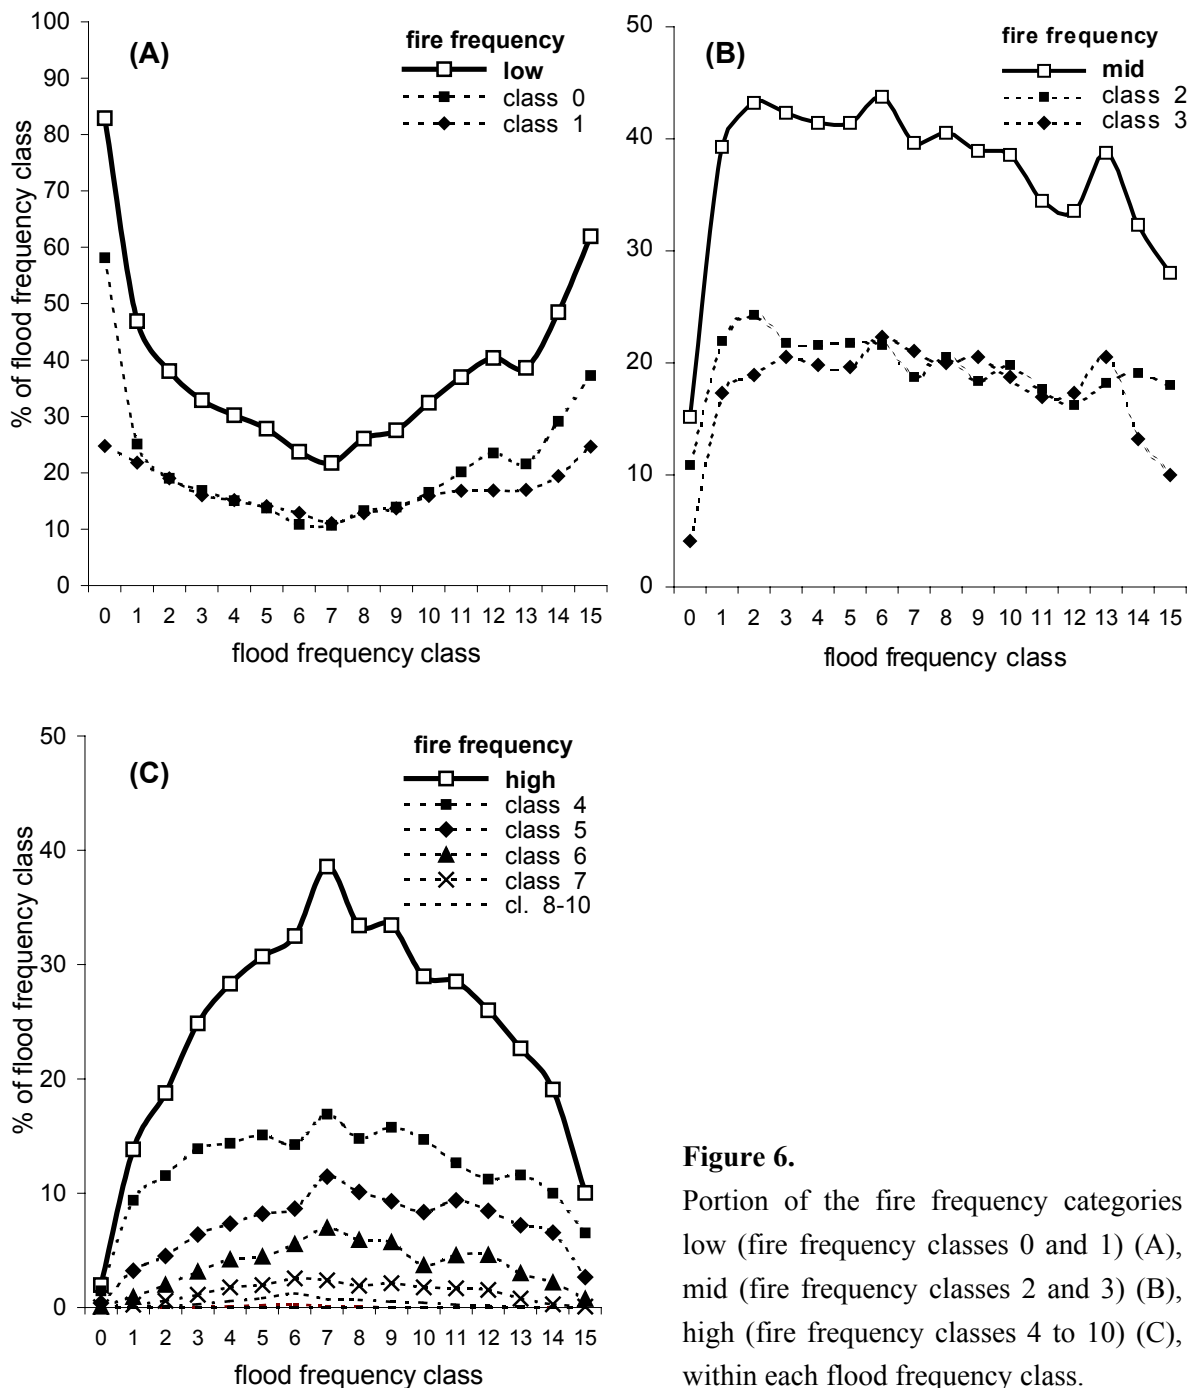 (A)
fire frequency
low
class 0
class 1
100
90
80
70
60
50
40
30
20
10
0
% of flood frequency class
0 1 2 3 4 5 6 7 8 9 10 11 12 13 14 15
flood frequency class
(B)
fire frequency
mid
class 2
class 3
50
40
30
20
10
0
0 1 2 3 4 5 6 7 8 9 10 11 12 13 14 15
flood frequency class
(C)
fire frequency
high
class 4
class 5
class 6
class 7
cl. 8-10
50
40
30
20
10
0
% of flood frequency class
0 1 2 3 4 5 6 7 8 9 10 11 12 13 14 15
flood frequency class
Figure 6.
Portion of the fire frequency categories
low (fire frequency classes 0 and 1) (A),
mid (fire frequency classes 2 and 3) (B),
high (fire frequency classes 4 to 10) (C),
within each flood frequency class.